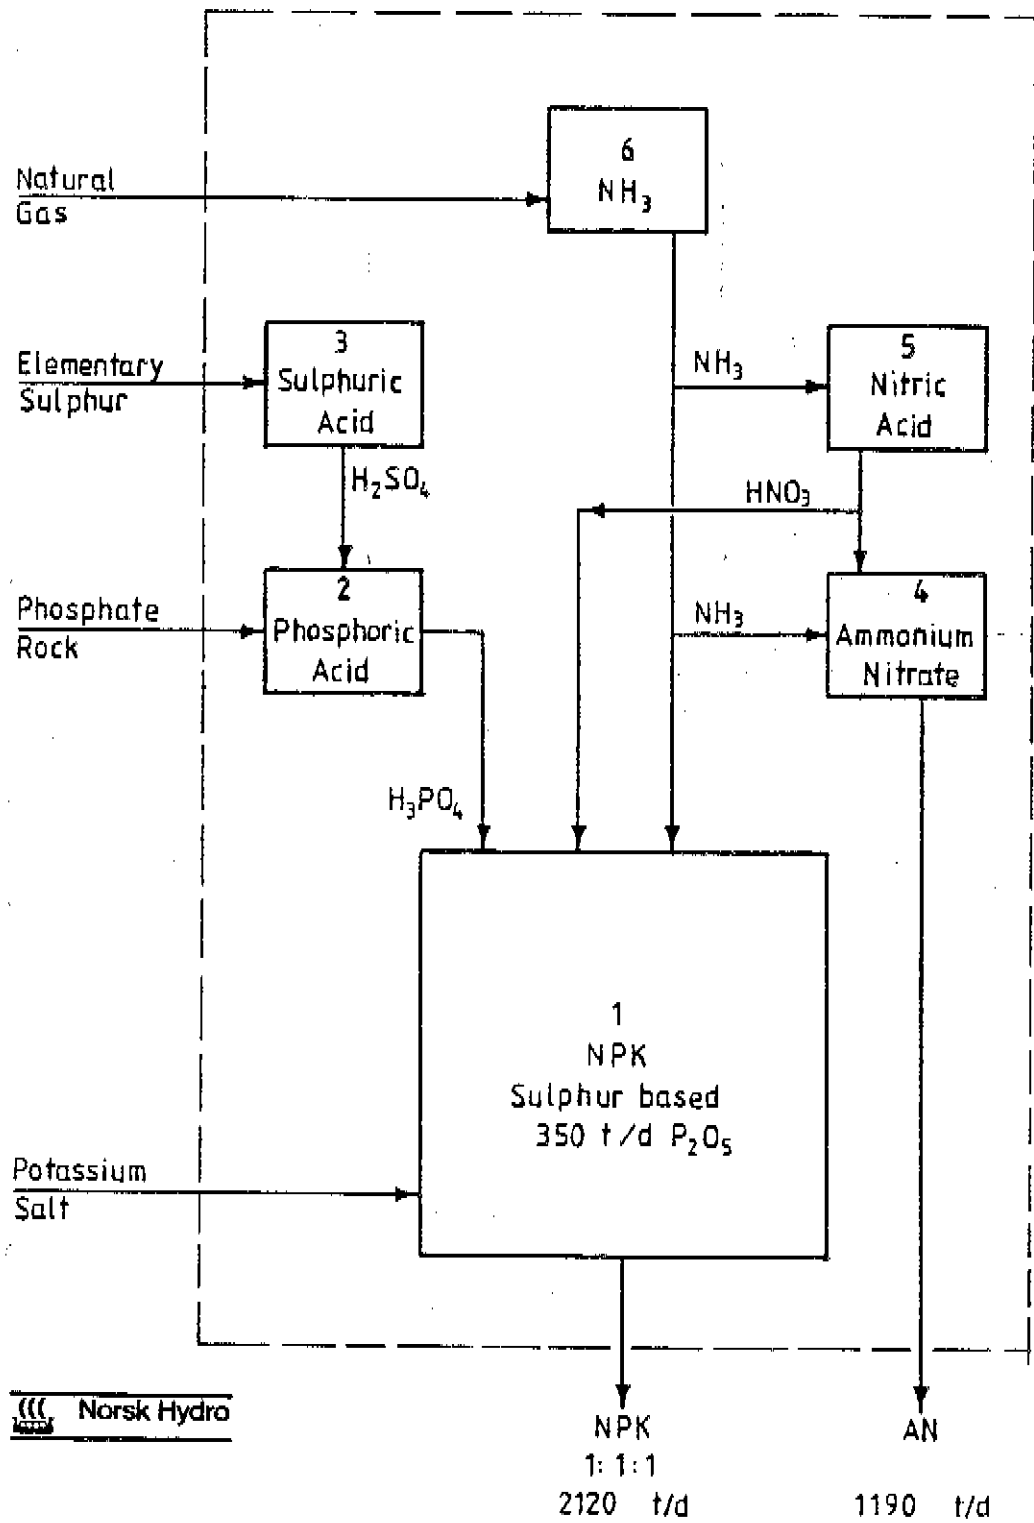 6
NH₃
Natural
Gas
3
Sulphuric
Acid
Elementary
Sulphur
NH₃
5
Nitric
Acid
H₂SO₄
HNO₃
2
Phosphoric
Acid
Phosphate
Rock
NH₃
4
Ammonium
Nitrate
H₃PO₄
1
NPK
Sulphur based
350 t/d P₂O₅
Potassium
Salt
Norsk Hydro
NPK
1:1:1
2120 t/d
AN
1190 t/d